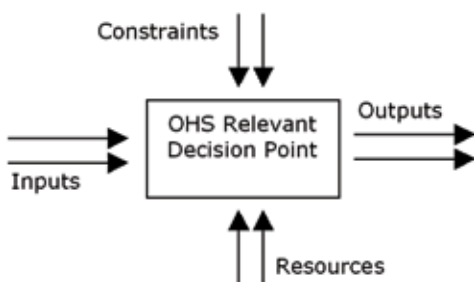 Constraints
OHS Relevant
Decision Point
Outputs
Inputs
Resources